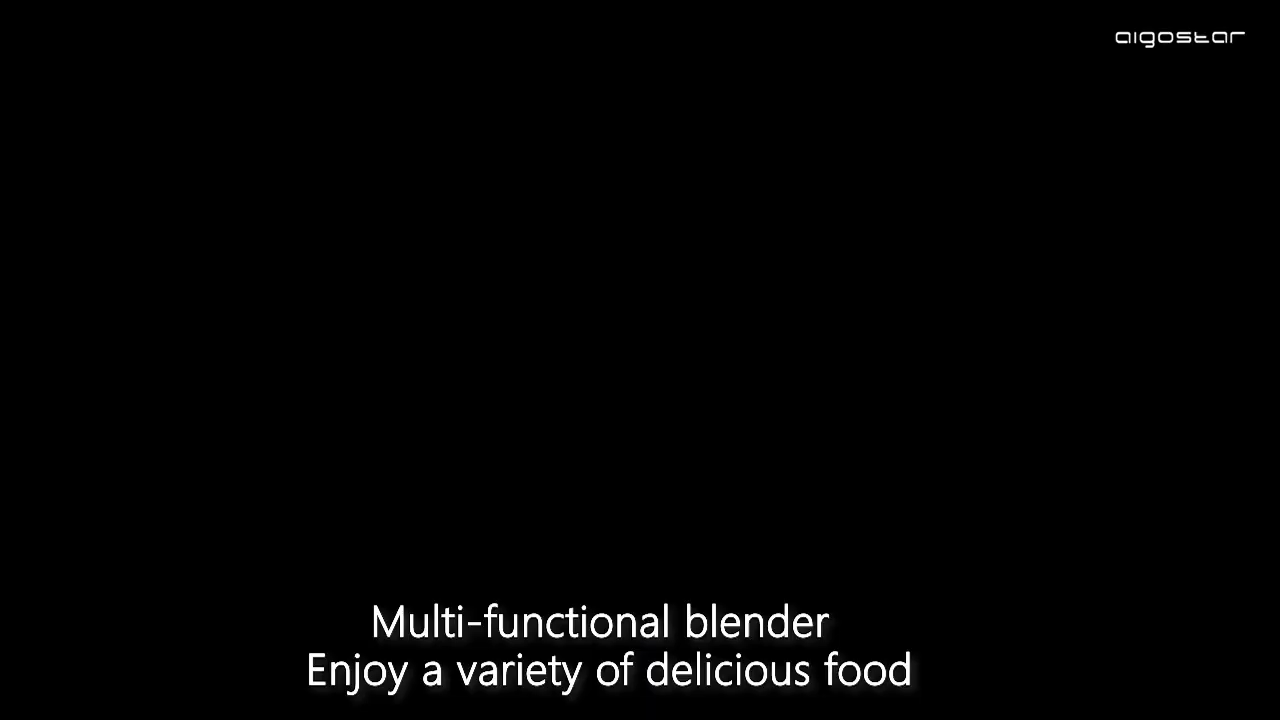 aigostar
Multi-functional blender
Enjoy a variety of delicious food